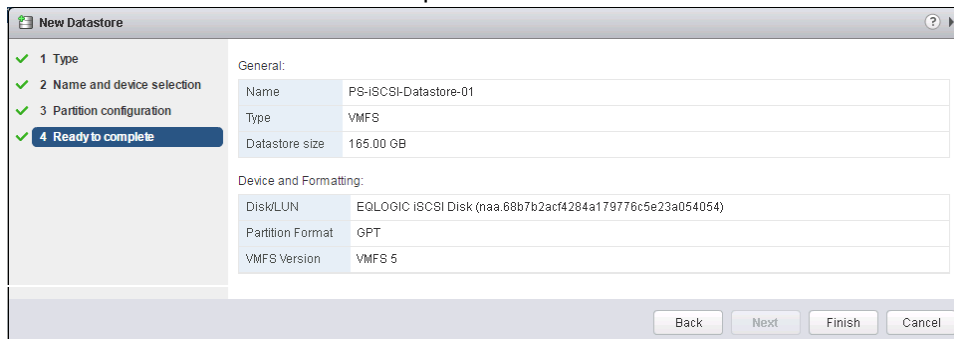 New Datastore
?
1 Type
2 Name and device selection
3 Partition configuration
4 Ready to complete
General:
Name PS-iSCSI-Datastore-01
Type VMFS
Datastore size 165.00 GB
Device and Formatting:
Disk/LUN EQLOGIC iSCSI Disk (naa.68b7b2acf4284a179776c5e23a054054)
Partition Format GPT
VMFS Version VMFS 5
Back Next Finish Cancel